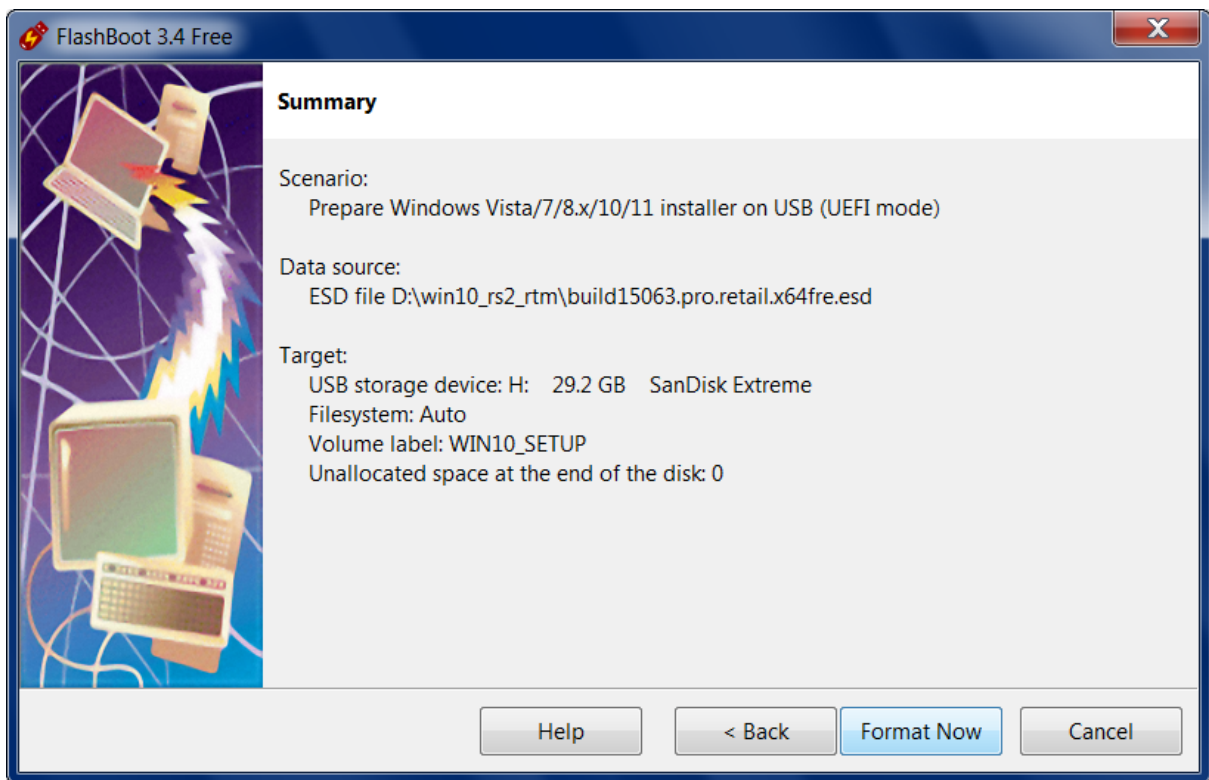 FlashBoot 3.4 Free
Summary
Scenario:
Prepare Windows Vista/7/8.x/10/11 installer on USB (UEFI mode)
Data source:
ESD file D:\win10_rs2_rtm\build15063.pro.retail.x64fre.esd
Target:
USB storage device: H: 29.2 GB SanDisk Extreme
Filesystem: Auto
Volume label: WIN10_SETUP
Unallocated space at the end of the disk: 0
Help < Back Format Now Cancel